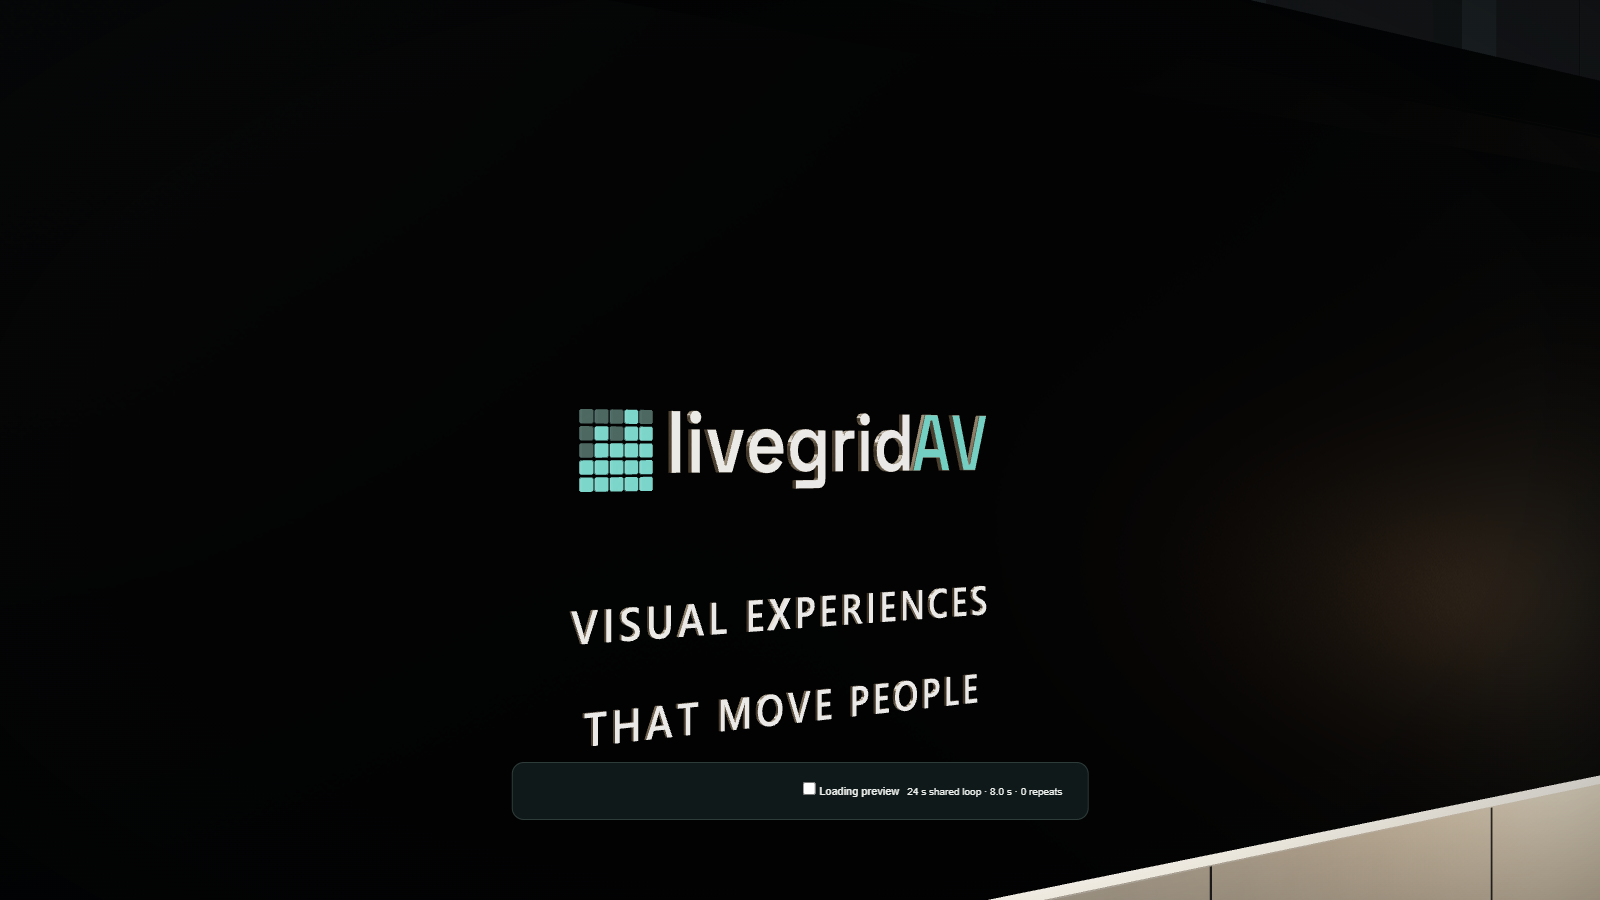 livegridAV
VISUAL EXPERIENCES
THAT MOVE PEOPLE
Loading preview 24 s shared loop · 8.0 s · 0 repeats